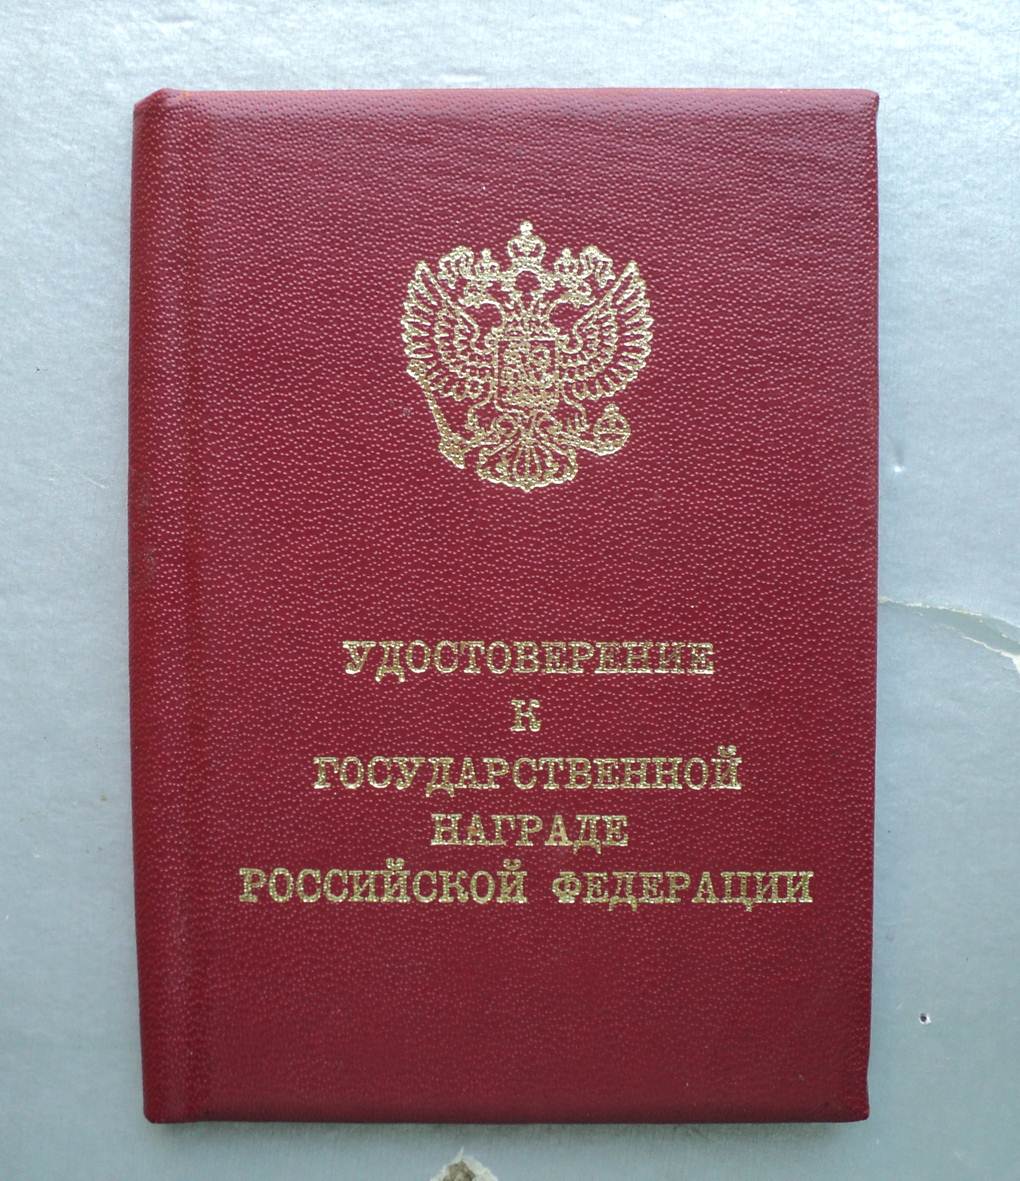 УДОСТОВЕРЕНИЕ
К
ГОСУДАРСТВЕННОЙ
НАГРАДЕ
РОССИЙСКОЙ ФЕДЕРАЦИИ